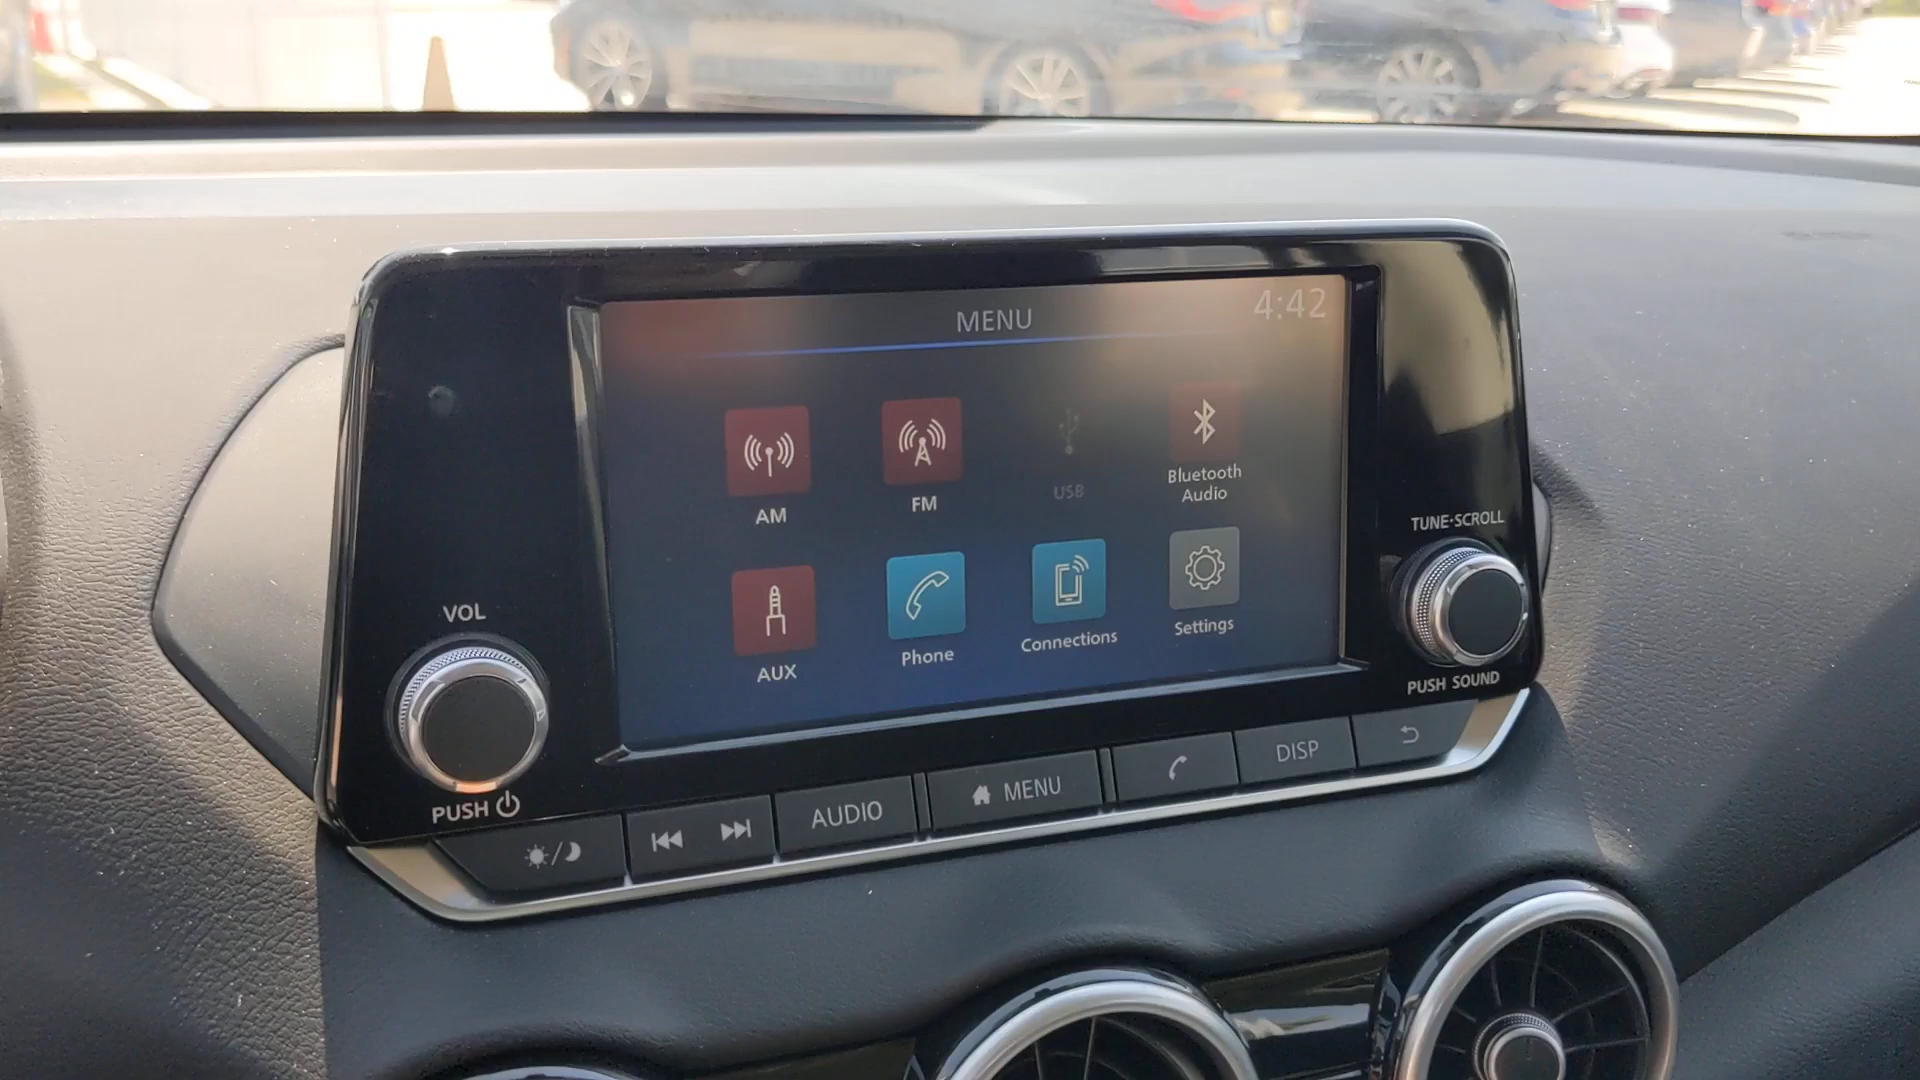 MENU
4:42
AM
FM
USB
Bluetooth
Audio
AUX
Phone
Connections
Settings
VOL
PUSH
TUNE·SCROLL
PUSH SOUND
AUDIO
MENU
DISP